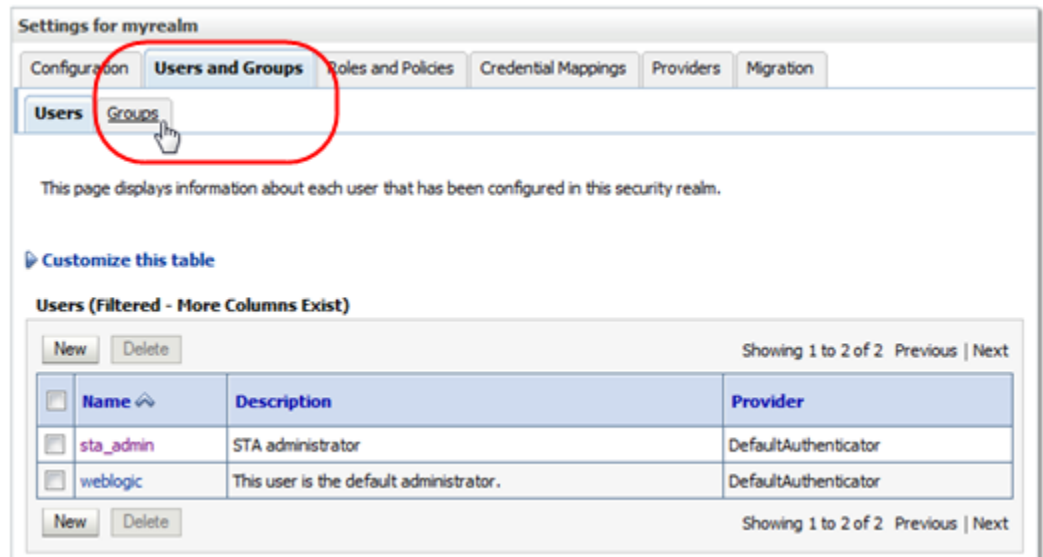 Settings for myrealm
Configuration Users and Groups Roles and Policies Credential Mappings Providers Migration
Users Groups
This page displays information about each user that has been configured in this security realm.
Customize this table
Users (Filtered - More Columns Exist)
New Delete Showing 1 to 2 of 2 Previous | Next
Name Description Provider
sta_admin STA administrator DefaultAuthenticator
weblogic This user is the default administrator. DefaultAuthenticator
New Delete Showing 1 to 2 of 2 Previous | Next